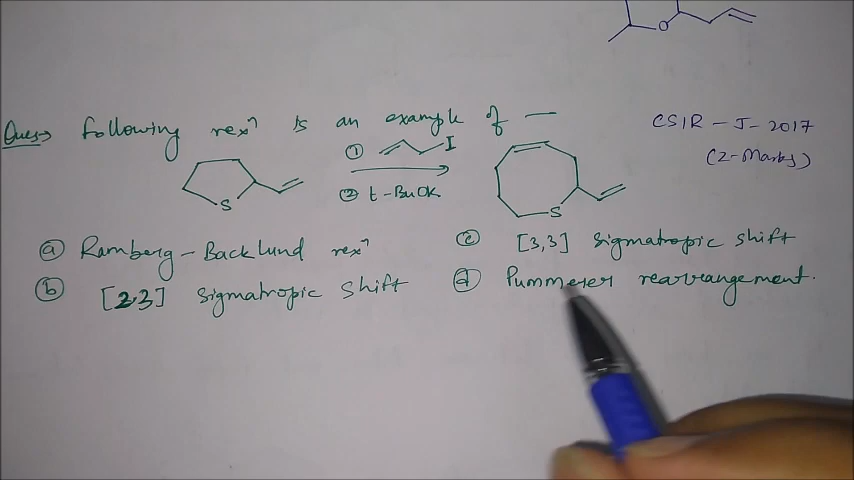 O
Ques→ Following rexⁿ is an example of —
CSIR - J - 2017
(2-Marks)
① I
② t-BuOK
S
S
ⓐ Ramberg-Backlund rexⁿ
ⓒ [3,3] sigmatropic shift
ⓑ [2,3] sigmatropic shift
ⓓ Pummerer rearrangement.